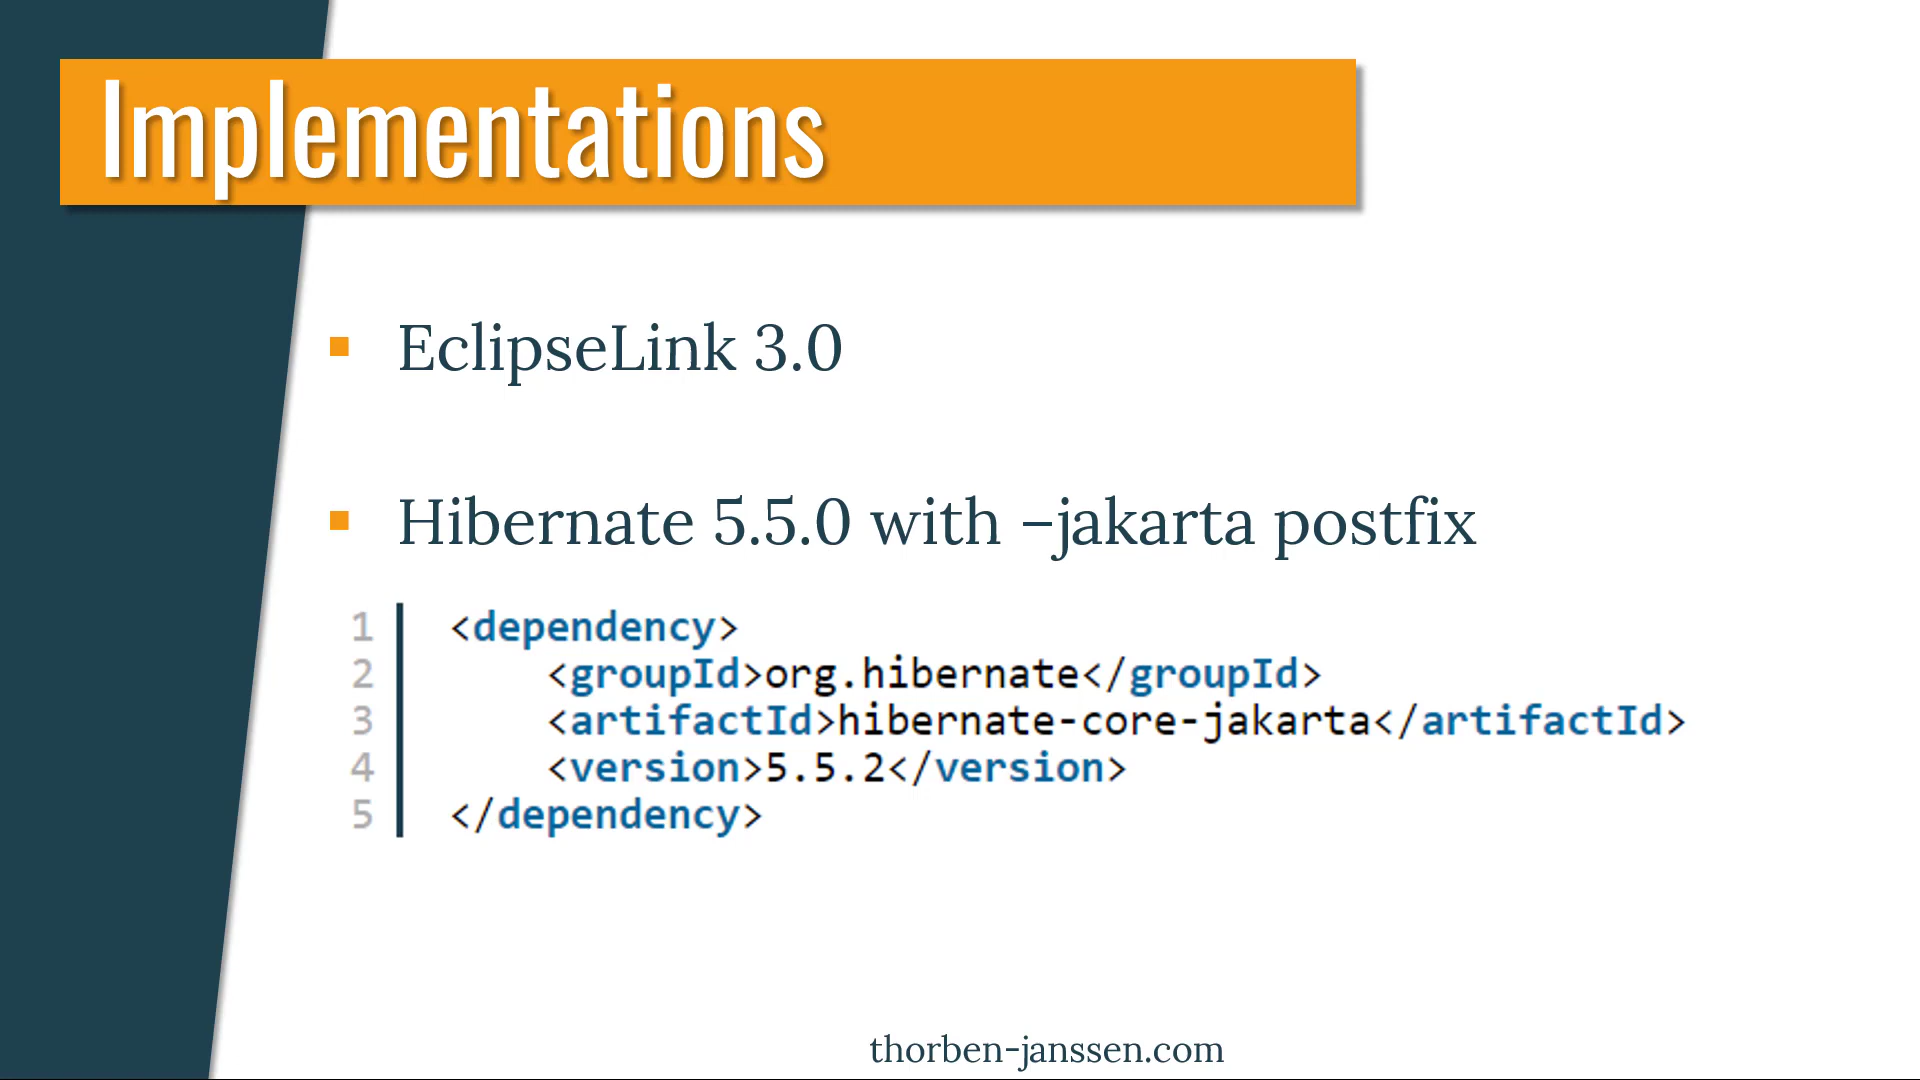 Implementations
▪ EclipseLink 3.0
▪ Hibernate 5.5.0 with –jakarta postfix
1 <dependency>
2 <groupId>org.hibernate</groupId>
3 <artifactId>hibernate-core-jakarta</artifactId>
4 <version>5.5.2</version>
5 </dependency>
thorben-janssen.com